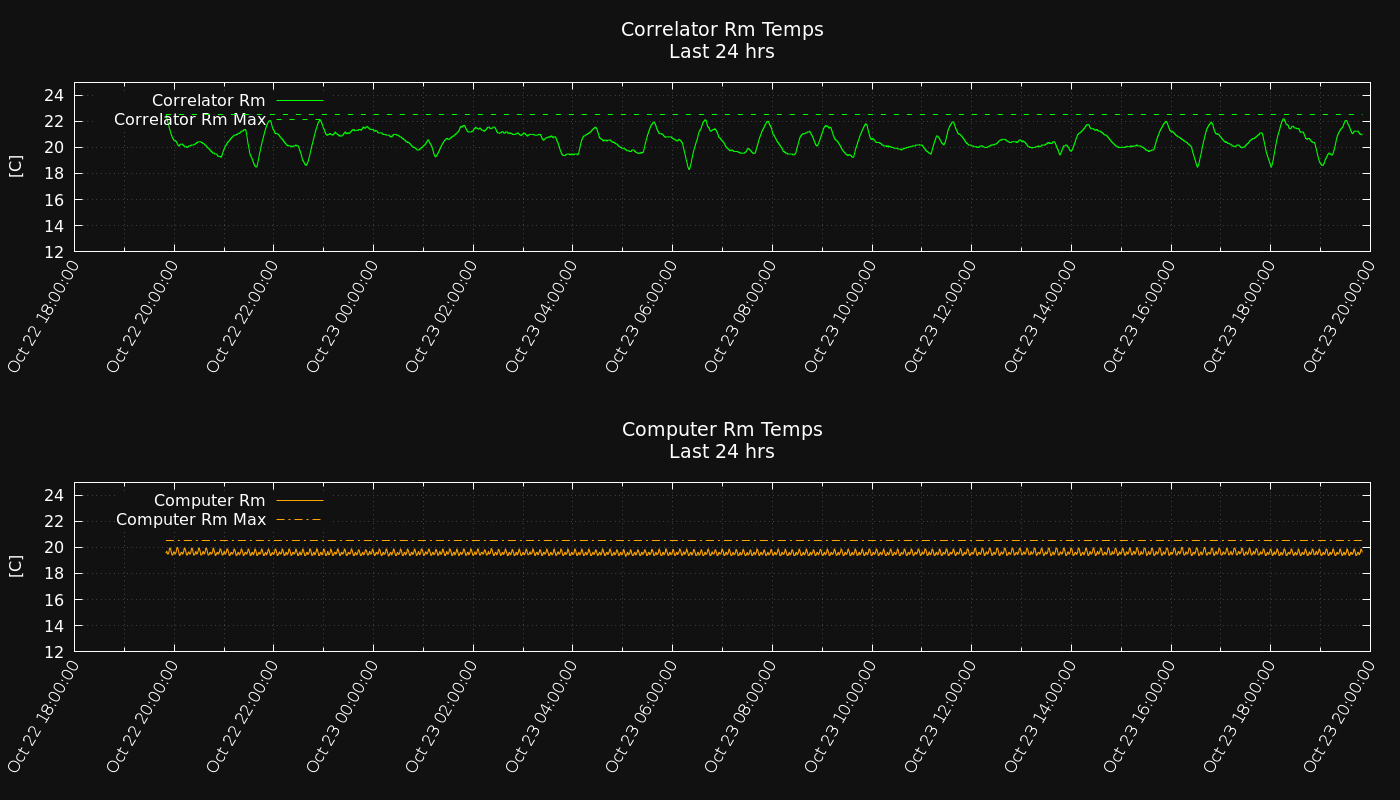 Correlator Rm Temps
Last 24 hrs
24
22
20
18
16
14
12
[C]
Correlator Rm
Correlator Rm Max
Oct 22 18:00:00
Oct 22 20:00:00
Oct 22 22:00:00
Oct 23 00:00:00
Oct 23 02:00:00
Oct 23 04:00:00
Oct 23 06:00:00
Oct 23 08:00:00
Oct 23 10:00:00
Oct 23 12:00:00
Oct 23 14:00:00
Oct 23 16:00:00
Oct 23 18:00:00
Oct 23 20:00:00
Computer Rm Temps
Last 24 hrs
24
22
20
18
16
14
12
[C]
Computer Rm
Computer Rm Max
Oct 22 18:00:00
Oct 22 20:00:00
Oct 22 22:00:00
Oct 23 00:00:00
Oct 23 02:00:00
Oct 23 04:00:00
Oct 23 06:00:00
Oct 23 08:00:00
Oct 23 10:00:00
Oct 23 12:00:00
Oct 23 14:00:00
Oct 23 16:00:00
Oct 23 18:00:00
Oct 23 20:00:00